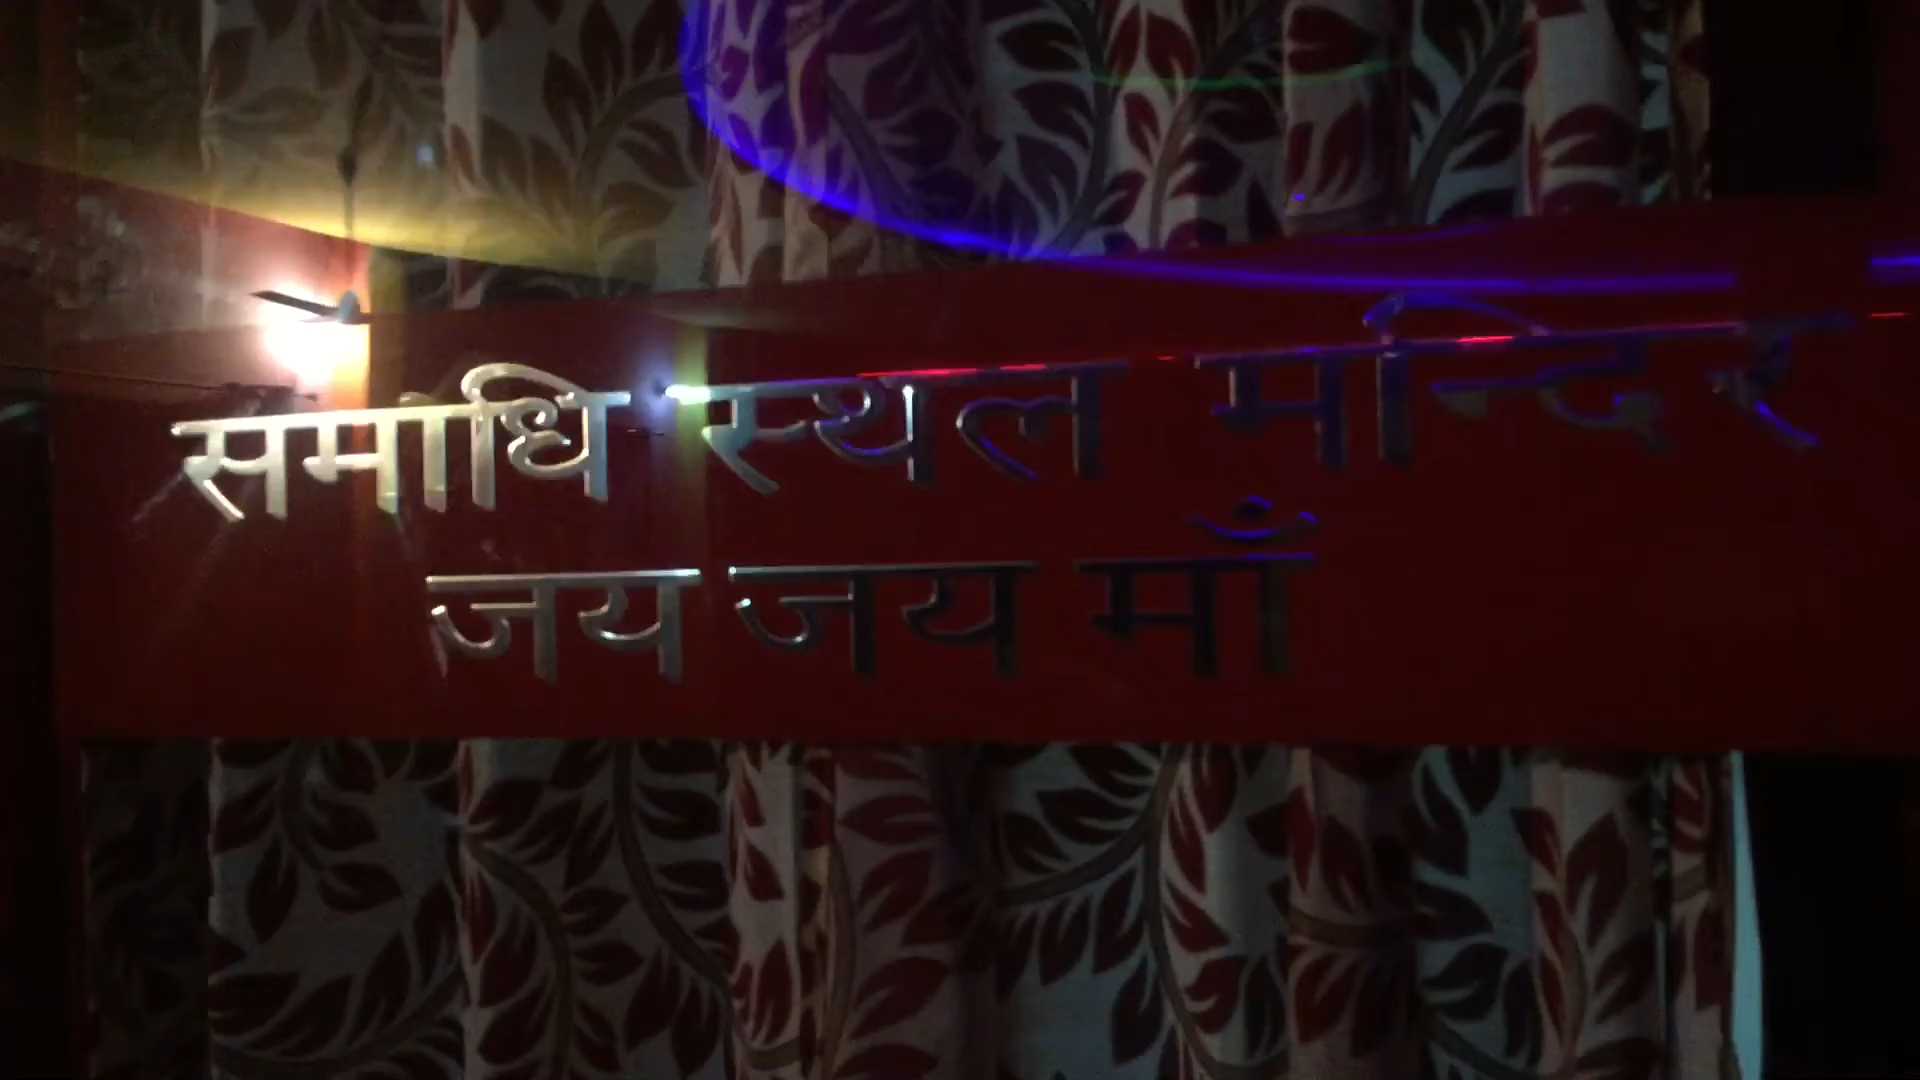 समाधि स्थल मन्दिर
जय जय माँ